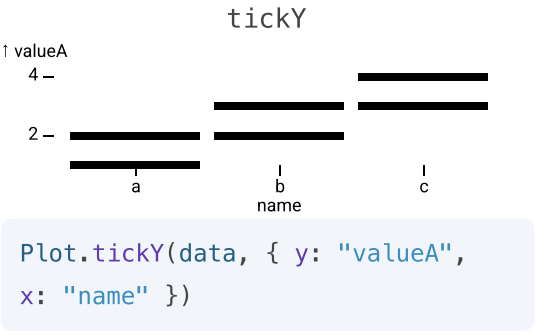 tickY
↑ valueA
4
2
a b c
name
Plot.tickY(data, { y: "valueA",
x: "name" })